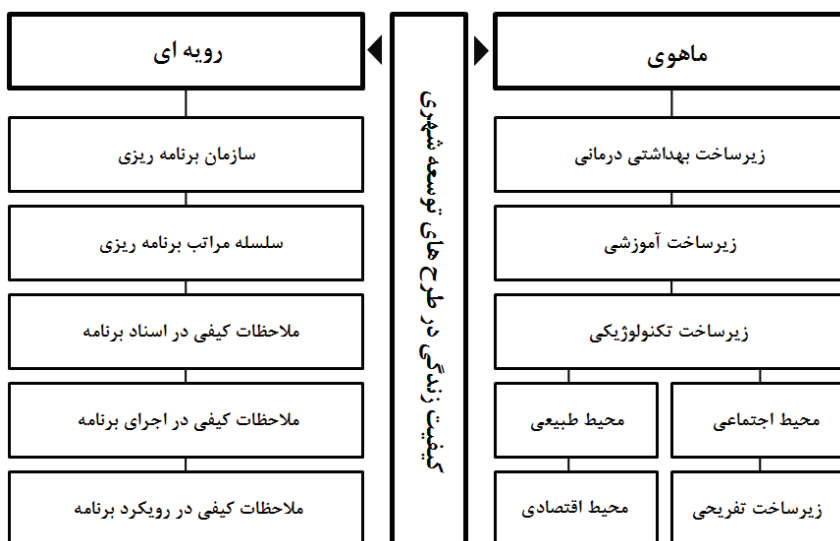 ماهوی
زیرساخت بهداشتی درمانی
زیرساخت آموزشی
زیرساخت تکنولوژیکی
محیط اجتماعی
محیط طبیعی
زیرساخت تفریحی
محیط اقتصادی
کیفیت زندگی در طرح های توسعه شهری
رویه ای
سازمان برنامه ریزی
سلسله مراتب برنامه ریزی
ملاحظات کیفی در اسناد برنامه
ملاحظات کیفی در اجرای برنامه
ملاحظات کیفی در رویکرد برنامه